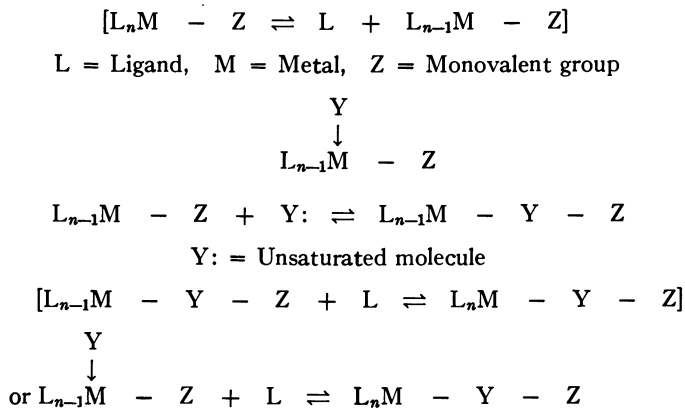 [LₙM – Z ⇌ L + Lₙ₋₁M – Z]
L = Ligand, M = Metal, Z = Monovalent group
Y
↓
Lₙ₋₁M – Z
Lₙ₋₁M – Z + Y: ⇌ Lₙ₋₁M – Y – Z
Y: = Unsaturated molecule
[Lₙ₋₁M – Y – Z + L ⇌ LₙM – Y – Z]
Y
↓
or Lₙ₋₁M – Z + L ⇌ LₙM – Y – Z